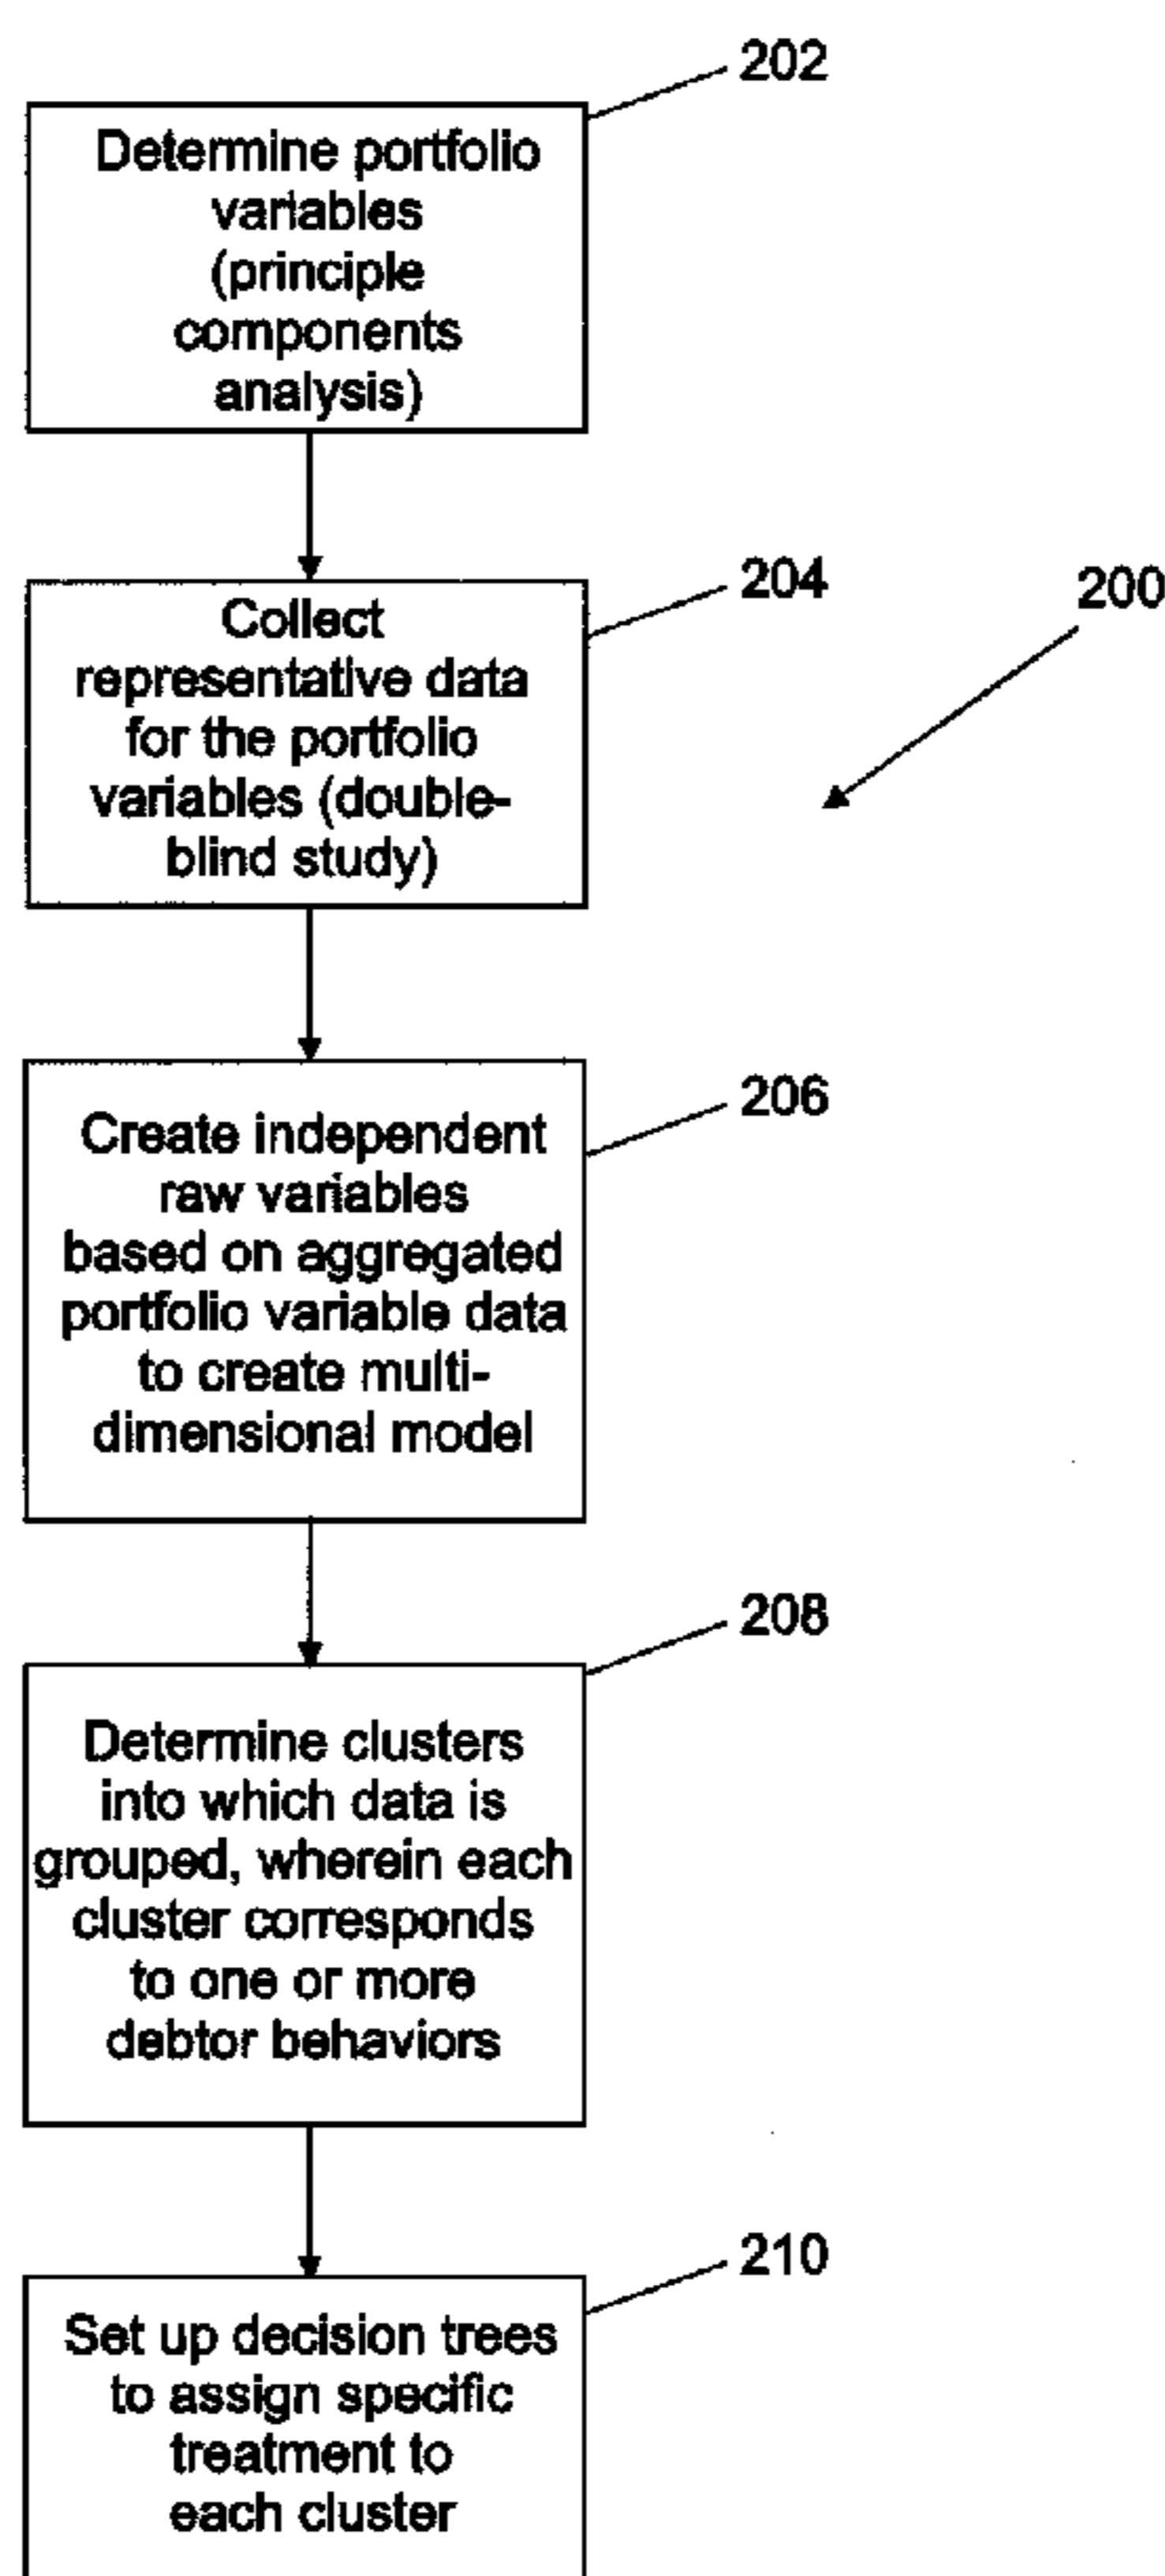 202
Determine portfolio
variables
(principle
components
analysis)
204
200
Collect
representative data
for the portfolio
variables (double-
blind study)
206
Create independent
raw variables
based on aggregated
portfolio variable data
to create multi-
dimensional model
208
Determine clusters
into which data is
grouped, wherein each
cluster corresponds
to one or more
debtor behaviors
210
Set up decision trees
to assign specific
treatment to
each cluster